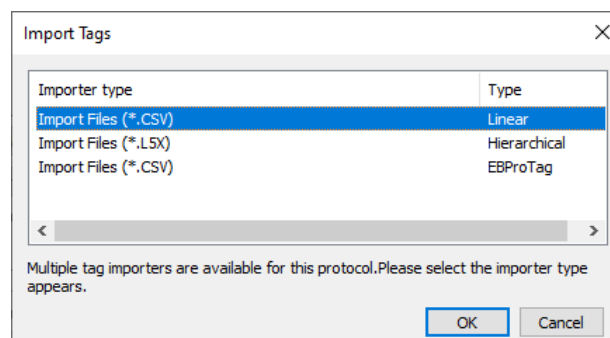 Import Tags
Importer type Type
Import Files (*.CSV) Linear
Import Files (*.L5X) Hierarchical
Import Files (*.CSV) EBProTag
Multiple tag importers are available for this protocol.Please select the importer type
appears.
OK Cancel